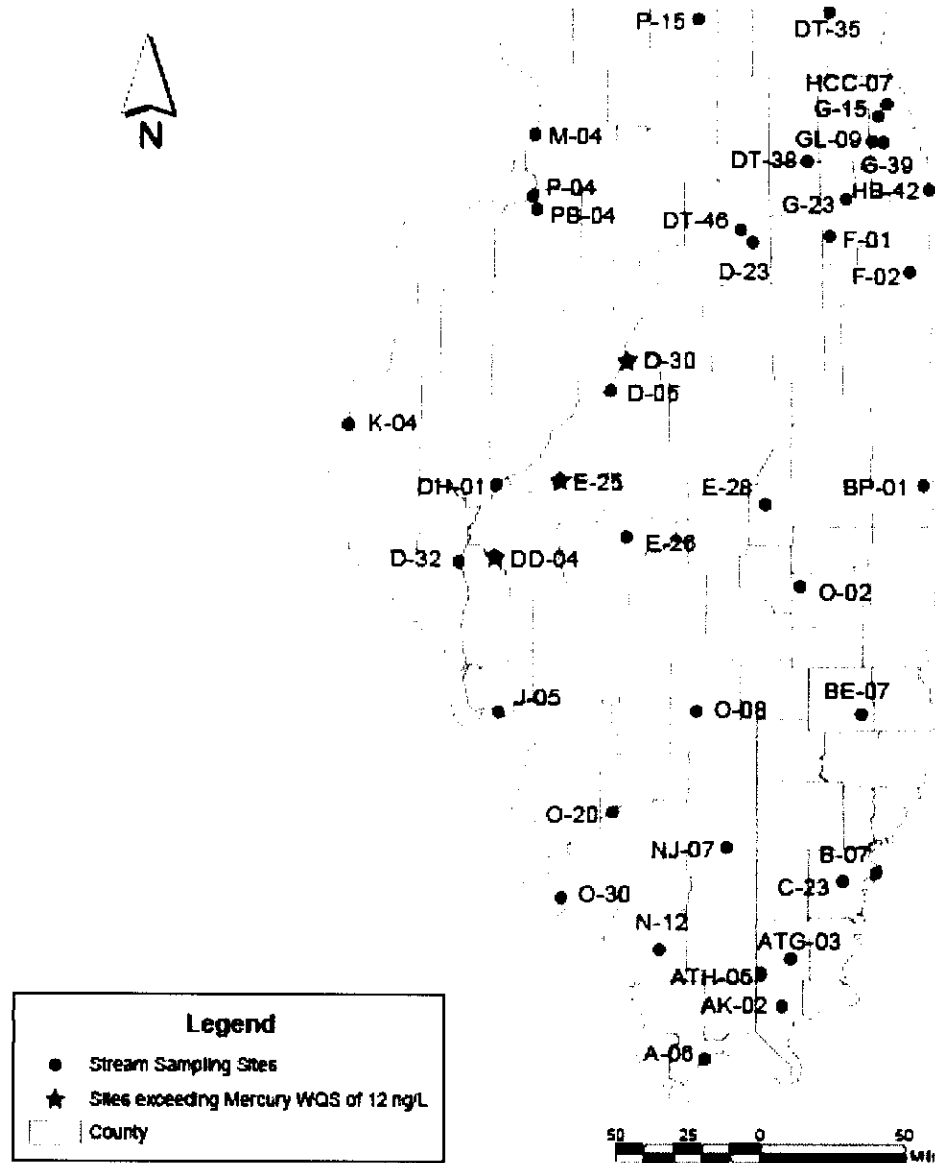 P-15
DT-35
HCC-07
G-15
GL-09
G-39
DT-38
HB-42
G-23
N
M-04
P-04
PB-04
DT-46
D-23
F-01
F-02
D-30
D-05
K-04
DH-01
E-25
E-28
BP-01
D-32
DD-04
E-26
O-02
J-05
O-08
BE-07
O-20
NJ-07
B-07
C-23
O-30
N-12
ATG-03
ATH-05
AK-02
A-06
Legend
Stream Sampling Sites
Sites exceeding Mercury WQS of 12 ng/L
County
50 25 0 50